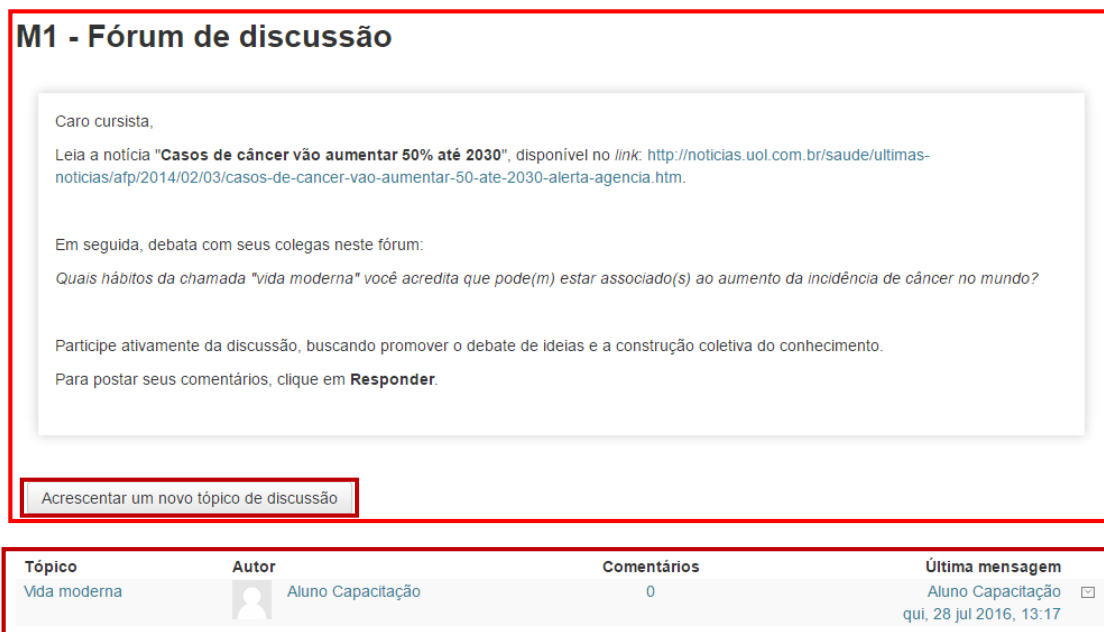 M1 - Fórum de discussão
Caro cursista,
Leia a notícia "Casos de câncer vão aumentar 50% até 2030", disponível no link: http://noticias.uol.com.br/saude/ultimas-
noticias/afp/2014/02/03/casos-de-cancer-vao-aumentar-50-ate-2030-alerta-agencia.htm.
Em seguida, debata com seus colegas neste fórum:
Quais hábitos da chamada "vida moderna" você acredita que pode(m) estar associado(s) ao aumento da incidência de câncer no mundo?
Participe ativamente da discussão, buscando promover o debate de ideias e a construção coletiva do conhecimento.
Para postar seus comentários, clique em Responder.
Acrescentar um novo tópico de discussão
Tópico Autor Comentários Última mensagem
Vida moderna Aluno Capacitação 0 Aluno Capacitação
qui, 28 jul 2016, 13:17